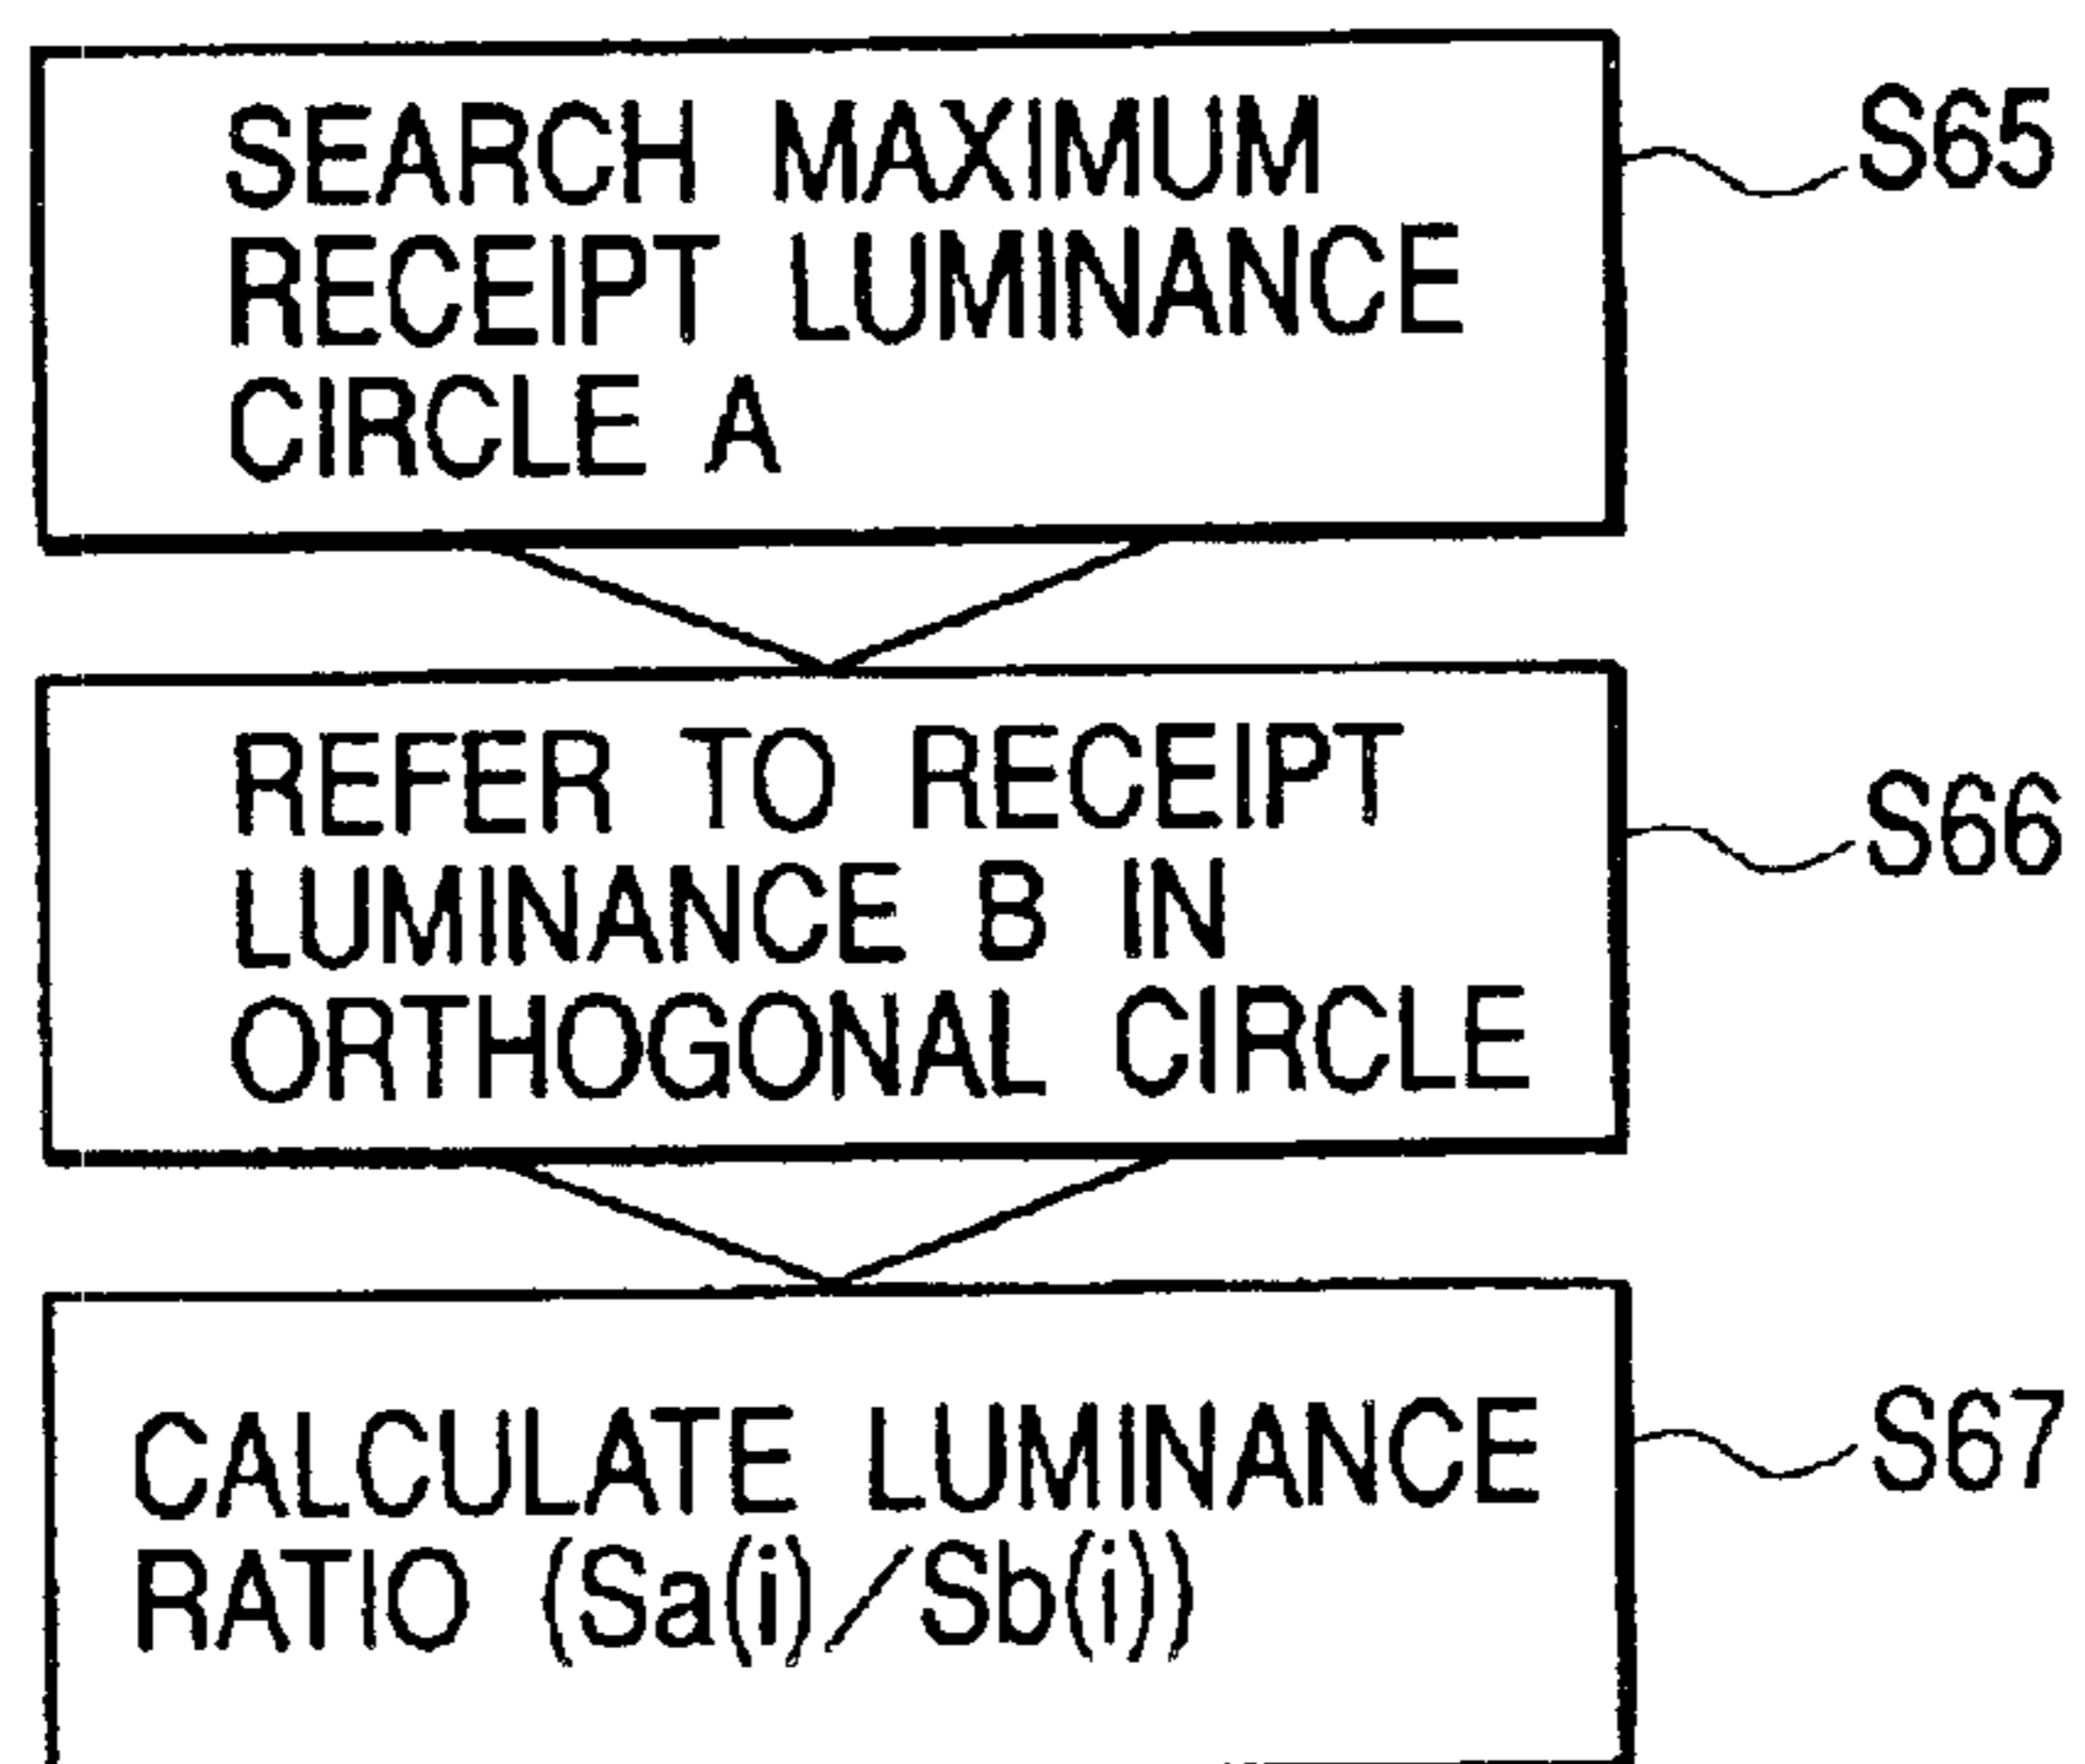 SEARCH MAXIMUM
RECEIPT LUMINANCE
CIRCLE A
S65
REFER TO RECEIPT
LUMINANCE B IN
ORTHOGONAL CIRCLE
S66
CALCULATE LUMINANCE
RATIO (Sa(i)/Sb(i))
S67